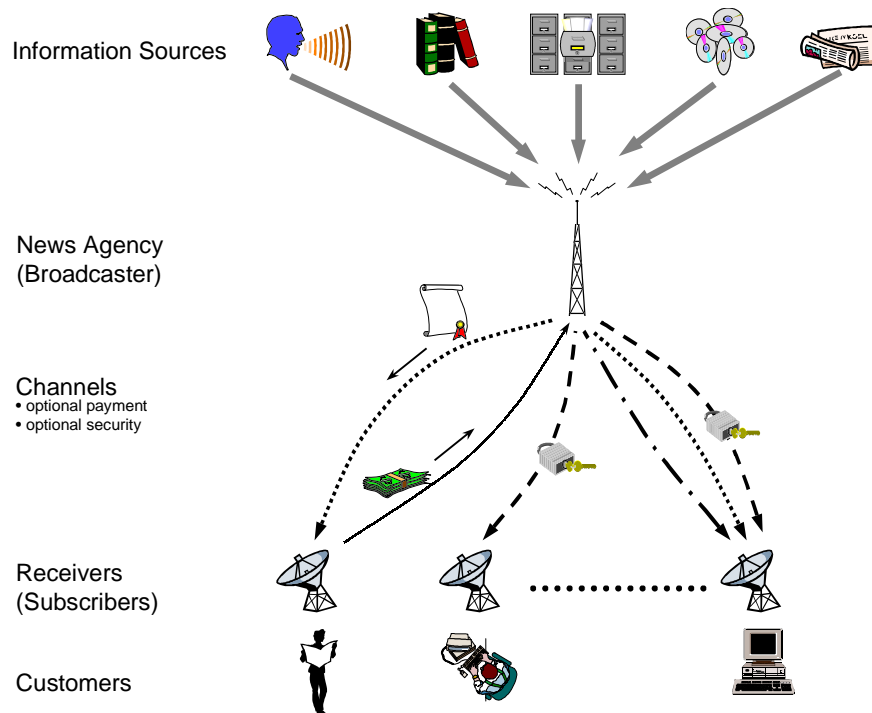 Information Sources
News Agency
(Broadcaster)
Channels
• optional payment
• optional security
Receivers
(Subscribers)
Customers